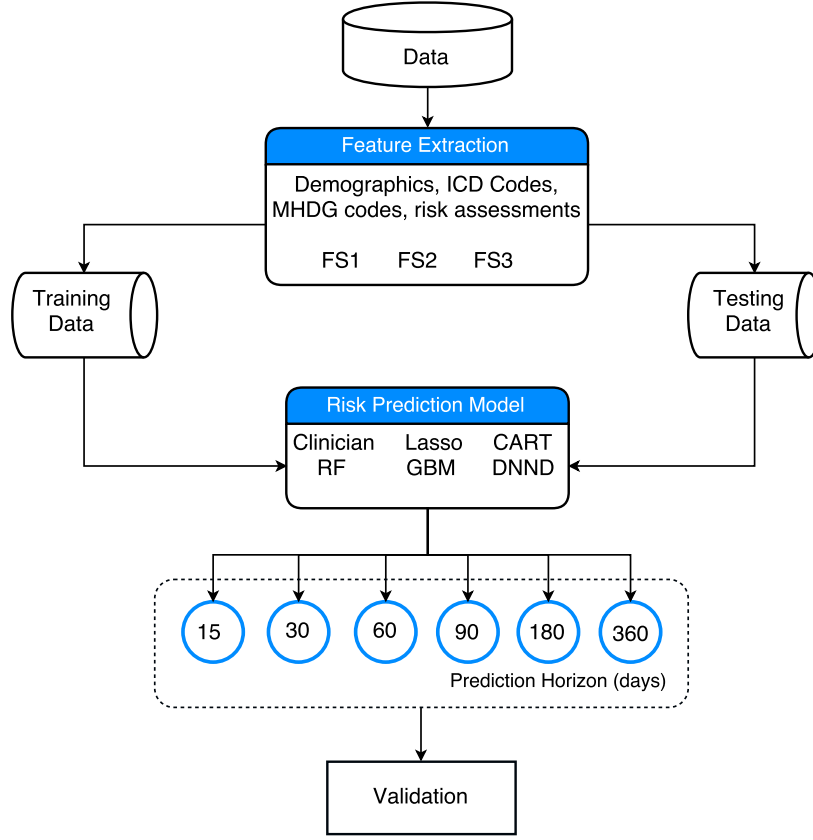 Data
Feature Extraction
Demographics, ICD Codes,
MHDG codes, risk assessments
FS1 FS2 FS3
Training
Data
Testing
Data
Risk Prediction Model
Clinician Lasso CART
RF GBM DNND
15 30 60 90 180 360
Prediction Horizon (days)
Validation